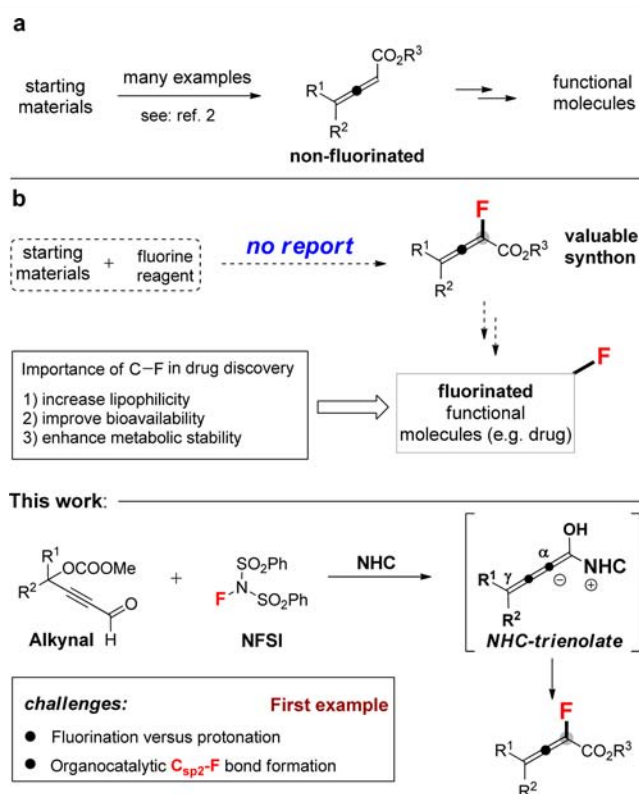 a
CO₂R³
starting
materials
many examples
see: ref. 2
R¹
R²
non-fluorinated
functional
molecules
b
starting
materials
+
fluorine
reagent
no report
F
R¹
CO₂R³
R²
valuable
synthon
Importance of C−F in drug discovery
1) increase lipophilicity
2) improve bioavailability
3) enhance metabolic stability
F
fluorinated
functional
molecules (e.g. drug)
This work:
R¹
OCOOMe
R²
O
H
Alkynal
+
SO₂Ph
N
F
SO₂Ph
NFSI
NHC
OH
α
NHC
R¹
γ
⊖
⊕
R²
NHC-trienolate
challenges:
First example
● Fluorination versus protonation
● Organocatalytic Csp2-F bond formation
F
R¹
CO₂R³
R²